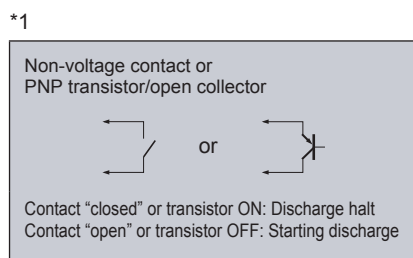 *1
Non-voltage contact or
PNP transistor/open collector
or
Contact “closed” or transistor ON: Discharge halt
Contact “open” or transistor OFF: Starting discharge